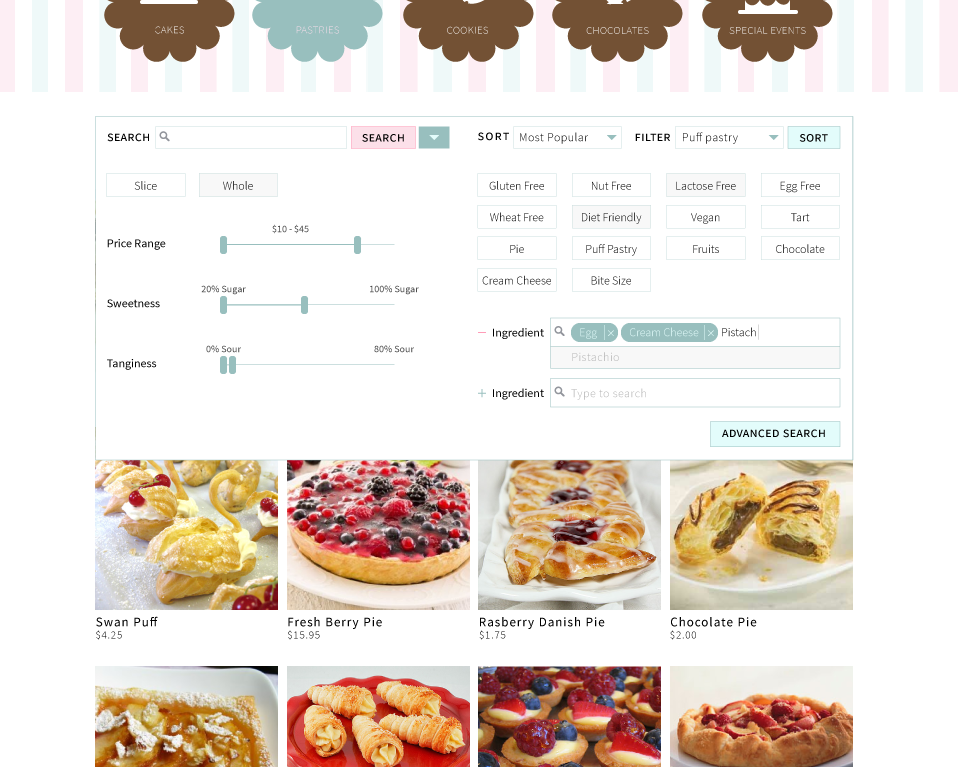 CAKES
PASTRIES
COOKIES
CHOCOLATES
SPECIAL EVENTS
SEARCH
SEARCH
SORT
Most Popular
FILTER
Puff pastry
SORT
Slice
Whole
Price Range
$10 - $45
Sweetness
20% Sugar
100% Sugar
Tanginess
0% Sour
80% Sour
Gluten Free
Nut Free
Lactose Free
Egg Free
Wheat Free
Diet Friendly
Vegan
Tart
Pie
Puff Pastry
Fruits
Chocolate
Cream Cheese
Bite Size
− Ingredient
Egg ×
Cream Cheese ×
Pistach
Pistachio
+ Ingredient
Type to search
ADVANCED SEARCH
Swan Puff
$4.25
Fresh Berry Pie
$15.95
Rasberry Danish Pie
$1.75
Chocolate Pie
$2.00